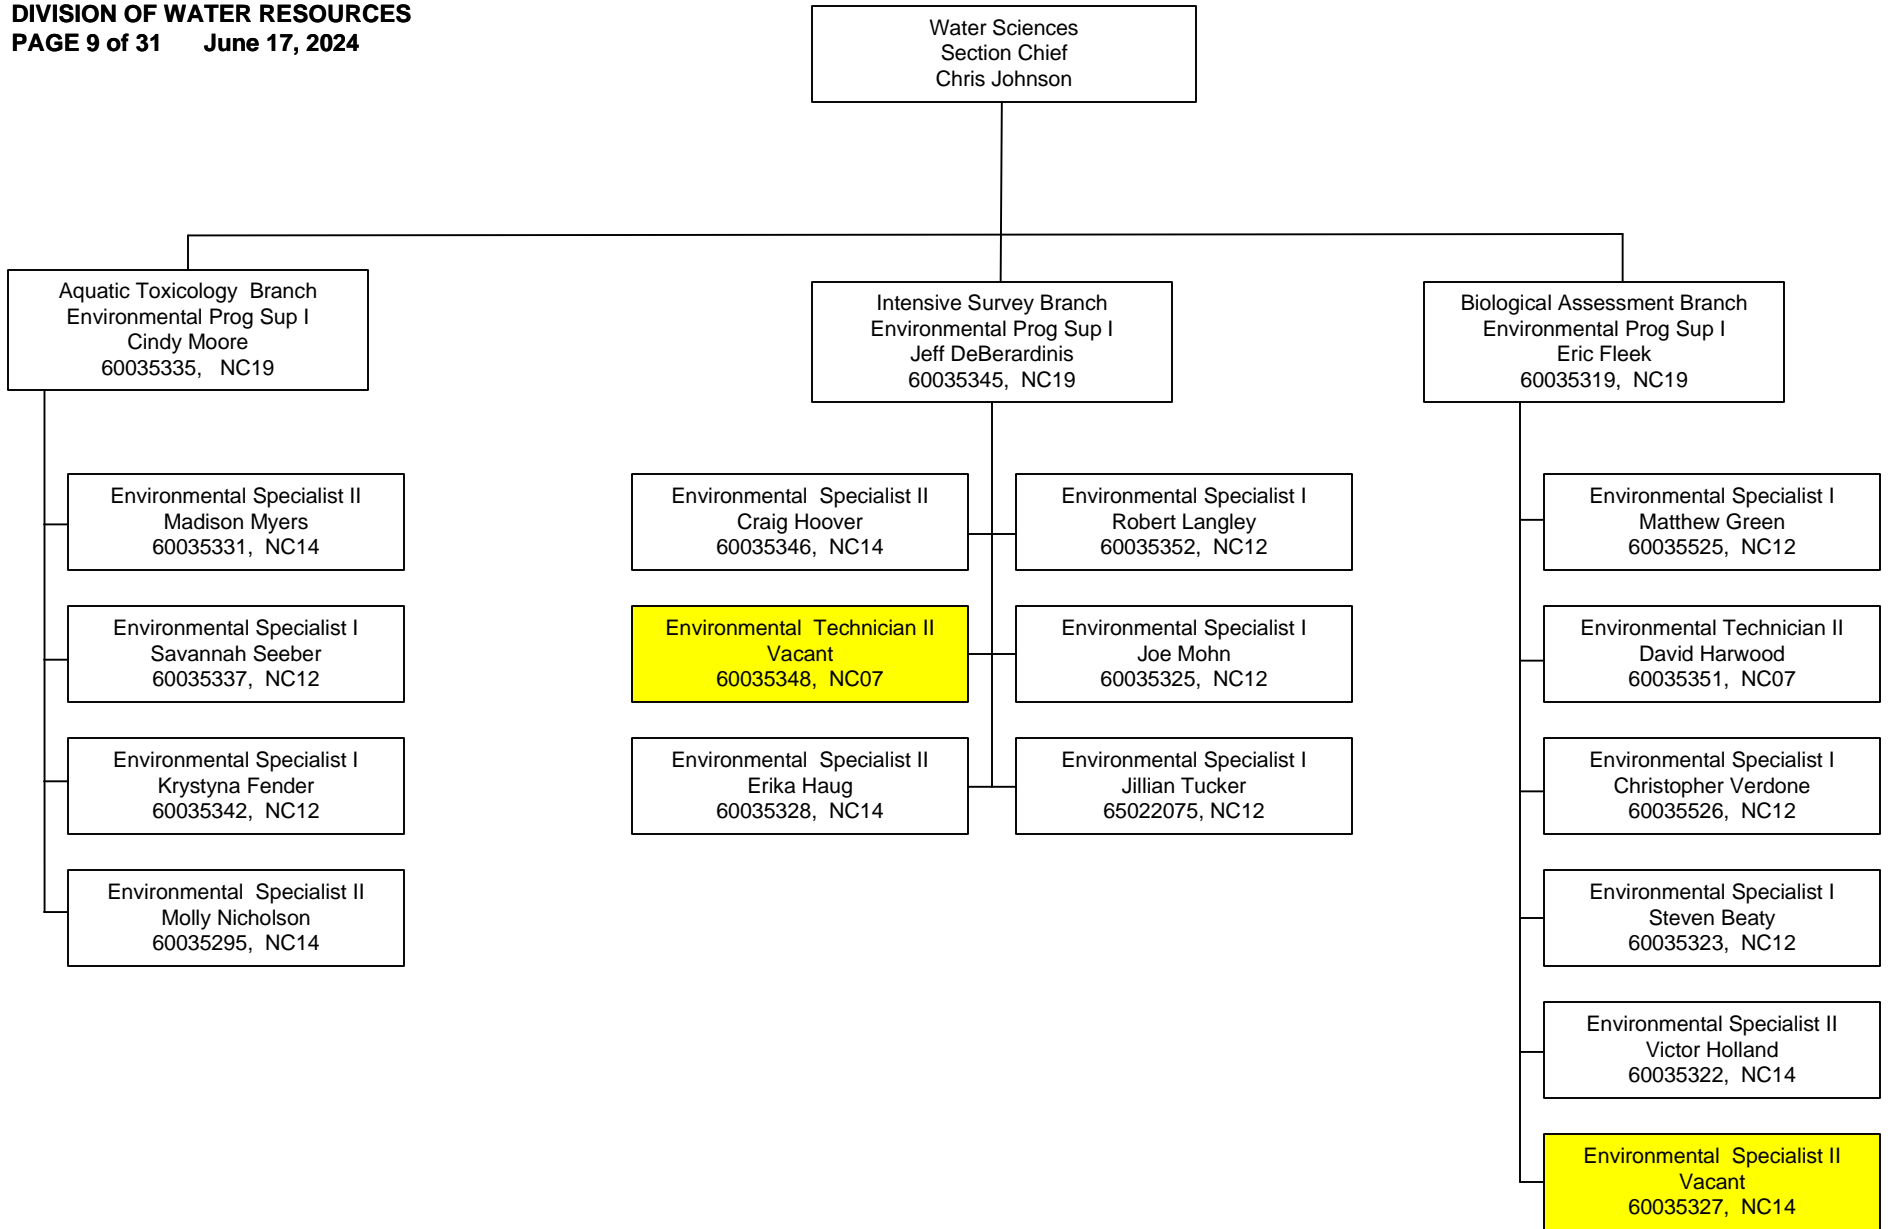 DIVISION OF WATER RESOURCES
PAGE 9 of 31 June 17, 2024
Water Sciences
Section Chief
Chris Johnson
Aquatic Toxicology Branch
Environmental Prog Sup I
Cindy Moore
60035335, NC19
Environmental Specialist II
Madison Myers
60035331, NC14
Environmental Specialist I
Savannah Seeber
60035337, NC12
Environmental Specialist I
Krystyna Fender
60035342, NC12
Environmental Specialist II
Molly Nicholson
60035295, NC14
Intensive Survey Branch
Environmental Prog Sup I
Jeff DeBerardinis
60035345, NC19
Environmental Specialist II
Craig Hoover
60035346, NC14
Environmental Technician II
Vacant
60035348, NC07
Environmental Specialist II
Erika Haug
60035328, NC14
Environmental Specialist I
Robert Langley
60035352, NC12
Environmental Specialist I
Joe Mohn
60035325, NC12
Environmental Specialist I
Jillian Tucker
65022075, NC12
Biological Assessment Branch
Environmental Prog Sup I
Eric Fleek
60035319, NC19
Environmental Specialist I
Matthew Green
60035525, NC12
Environmental Technician II
David Harwood
60035351, NC07
Environmental Specialist I
Christopher Verdone
60035526, NC12
Environmental Specialist I
Steven Beaty
60035323, NC12
Environmental Specialist II
Victor Holland
60035322, NC14
Environmental Specialist II
Vacant
60035327, NC14